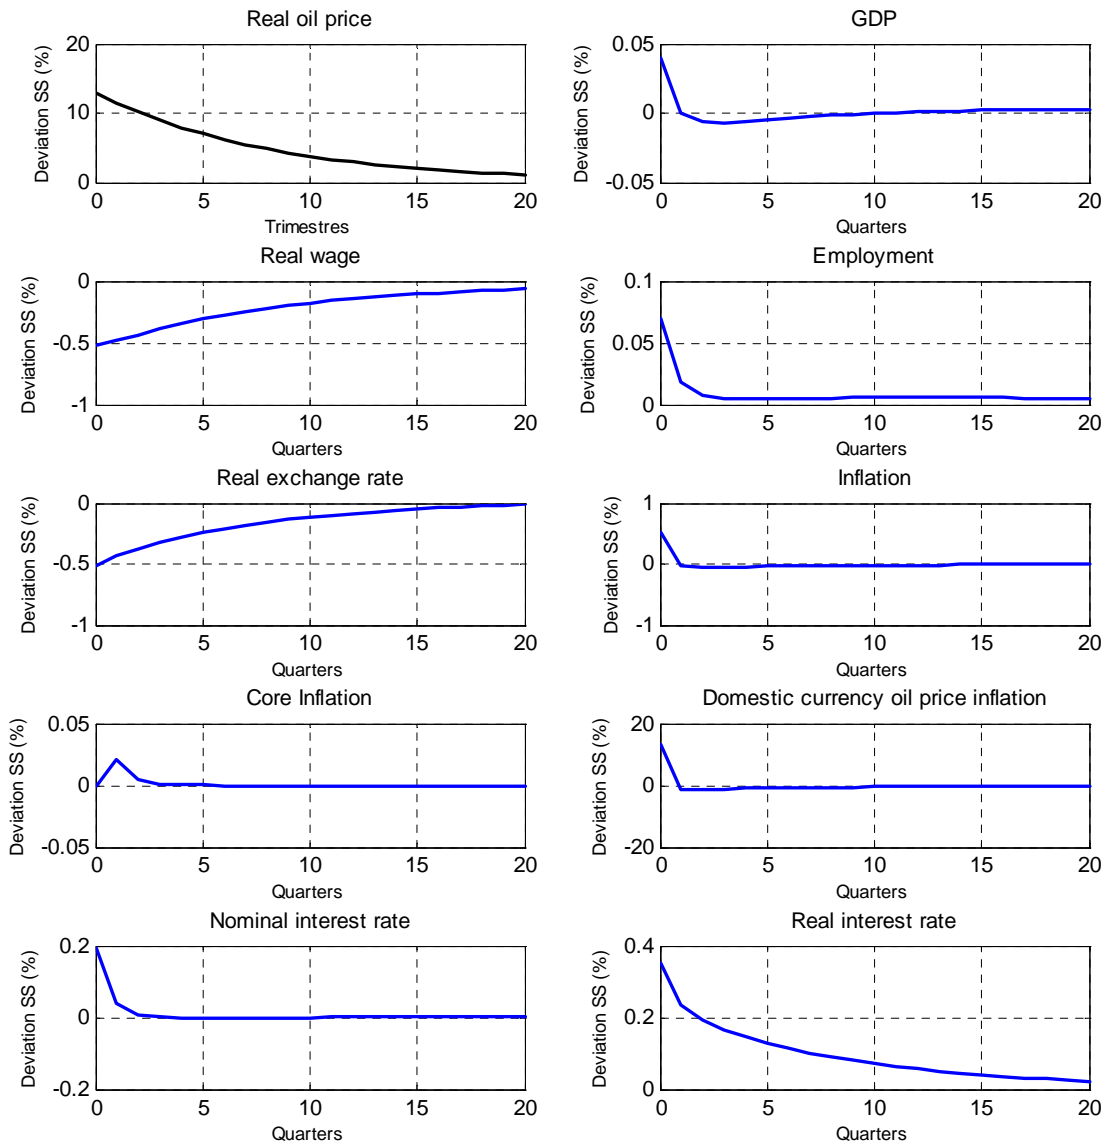 Real oil price
Deviation SS (%)
20
10
0
0 5 10 15 20
Trimestres
GDP
Deviation SS (%)
0.05
0
-0.05
0 5 10 15 20
Quarters
Real wage
Deviation SS (%)
0
-0.5
-1
0 5 10 15 20
Quarters
Employment
Deviation SS (%)
0.1
0.05
0
0 5 10 15 20
Quarters
Real exchange rate
Deviation SS (%)
0
-0.5
-1
0 5 10 15 20
Quarters
Inflation
Deviation SS (%)
1
0
-1
0 5 10 15 20
Quarters
Core Inflation
Deviation SS (%)
0.05
0
-0.05
0 5 10 15 20
Quarters
Domestic currency oil price inflation
Deviation SS (%)
20
0
-20
0 5 10 15 20
Quarters
Nominal interest rate
Deviation SS (%)
0.2
0
-0.2
0 5 10 15 20
Quarters
Real interest rate
Deviation SS (%)
0.4
0.2
0
0 5 10 15 20
Quarters